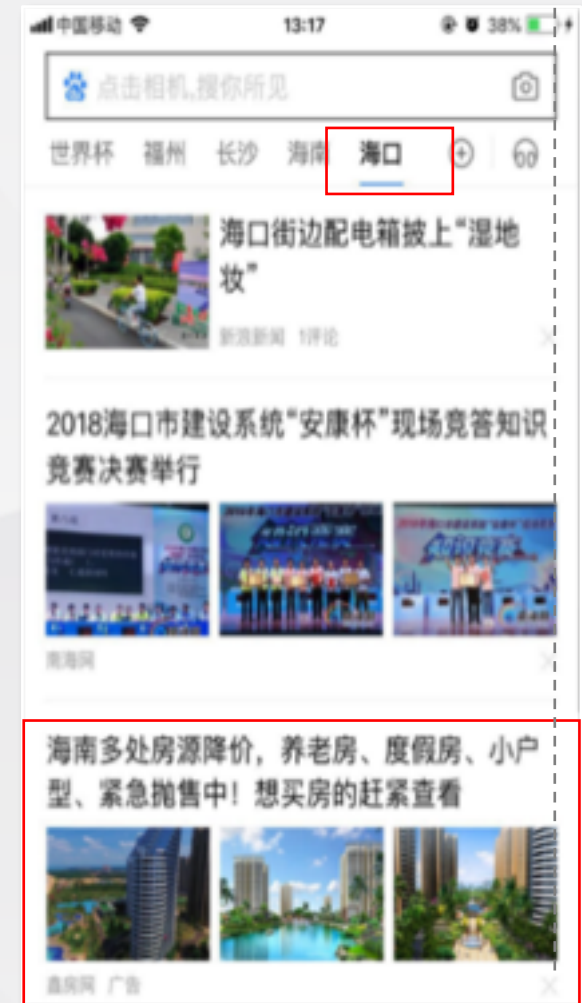 中国移动 13:17 38%
点击相机,搜你所见
世界杯 福州 长沙 海南 海口
海口街边配电箱披上“湿地
妆”
新浪新闻 1评论
2018海口市建设系统“安康杯”现场竞答知识
竞赛决赛举行
南海网
海南多处房源降价，养老房、度假房、小户
型、紧急抛售中！想买房的赶紧查看
鑫房网 广告